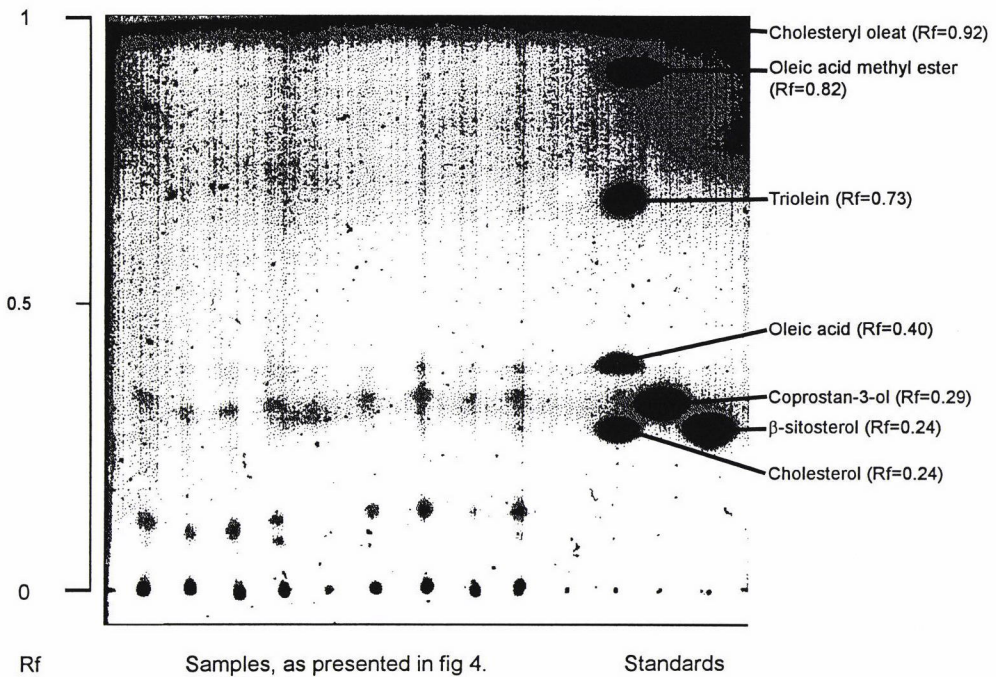 1
Cholesteryl oleat (Rf=0.92)
Oleic acid methyl ester
(Rf=0.82)
Triolein (Rf=0.73)
0.5
Oleic acid (Rf=0.40)
Coprostan-3-ol (Rf=0.29)
β-sitosterol (Rf=0.24)
Cholesterol (Rf=0.24)
0
Rf
Samples, as presented in fig 4.
Standards